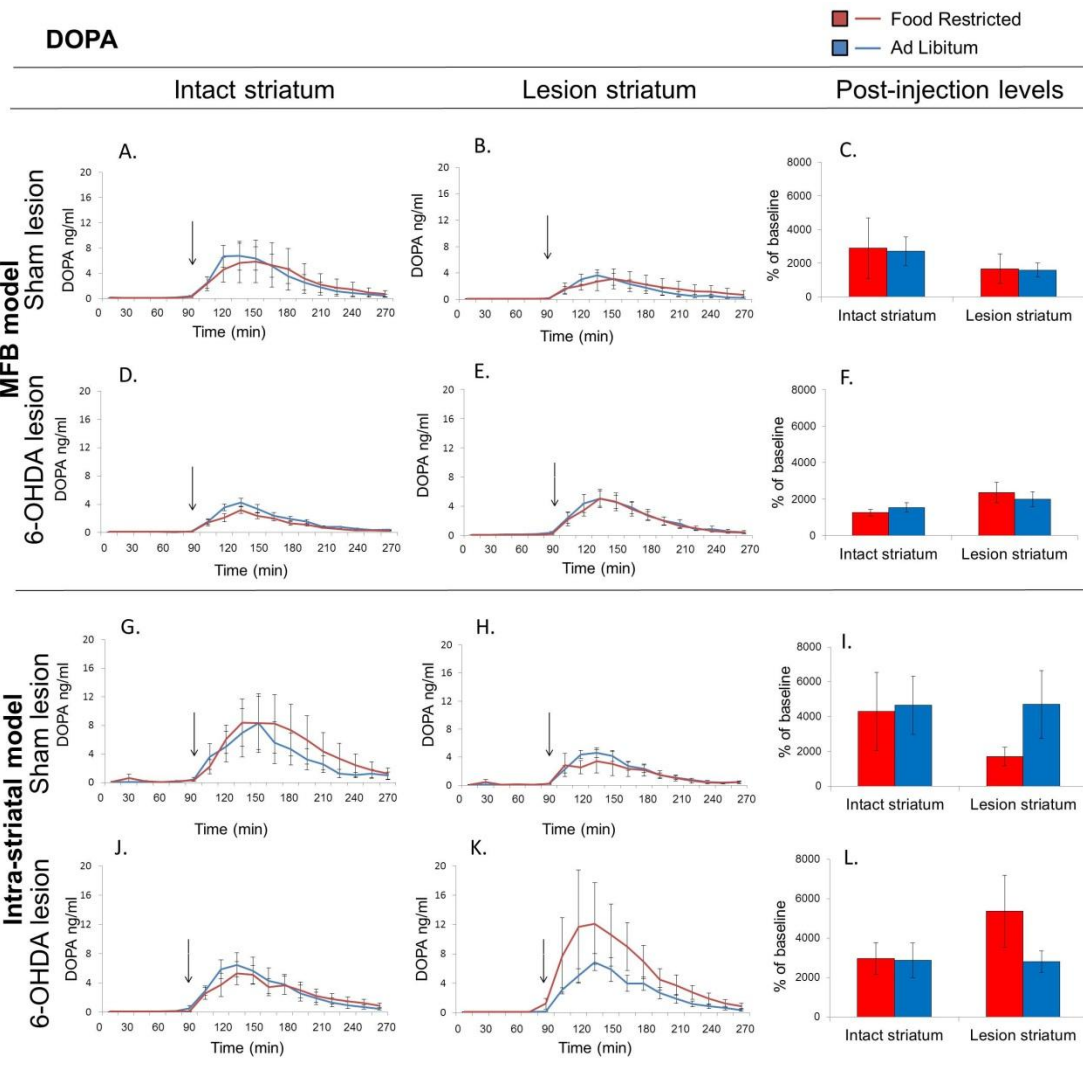 DOPA
Food Restricted
Ad Libitum
Intact striatum
Lesion striatum
Post-injection levels
MFB model
Sham lesion
A.
20
16
12
8
4
0
DOPA ng/ml
0 30 60 90 120 150 180 210 240 270
Time (min)
B.
20
16
12
8
4
0
DOPA ng/ml
0 30 60 90 120 150 180 210 240 270
Time (min)
C.
8000
6000
4000
2000
0
% of baseline
Intact striatum
Lesion striatum
6-OHDA lesion
D.
20
16
12
8
4
0
DOPA ng/ml
0 30 60 90 120 150 180 210 240 270
Time (min)
E.
20
16
12
8
4
0
DOPA ng/ml
0 30 60 90 120 150 180 210 240 270
Time (min)
F.
8000
6000
4000
2000
0
% of baseline
Intact striatum
Lesion striatum
Intra-striatal model
Sham lesion
G.
20
16
12
8
4
0
DOPA ng/ml
0 30 60 90 120 150 180 210 240 270
Time (min)
H.
20
16
12
8
4
0
DOPA ng/ml
0 30 60 90 120 150 180 210 240 270
Time (min)
I.
8000
6000
4000
2000
0
% of baseline
Intact striatum
Lesion striatum
6-OHDA lesion
J.
20
16
12
8
4
0
DOPA ng/ml
0 30 60 90 120 150 180 210 240 270
Time (min)
K.
20
16
12
8
4
0
DOPA ng/ml
0 30 60 90 120 150 180 210 240 270
Time (min)
L.
8000
6000
4000
2000
0
% of baseline
Intact striatum
Lesion striatum